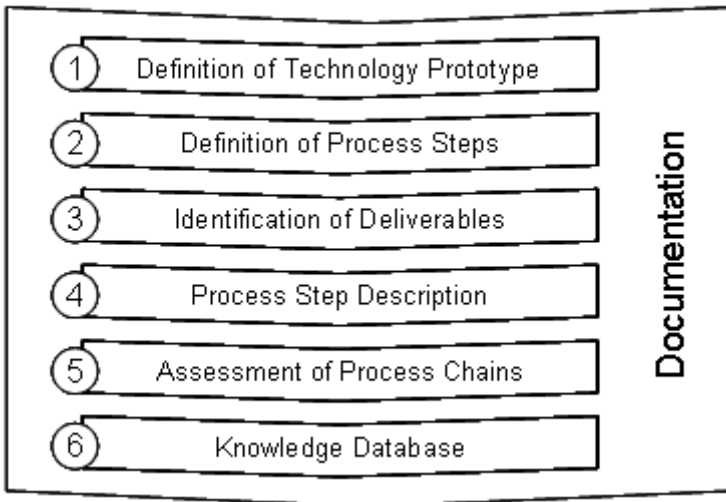 1 Definition of Technology Prototype
2 Definition of Process Steps
3 Identification of Deliverables
4 Process Step Description
5 Assessment of Process Chains
6 Knowledge Database
Documentation